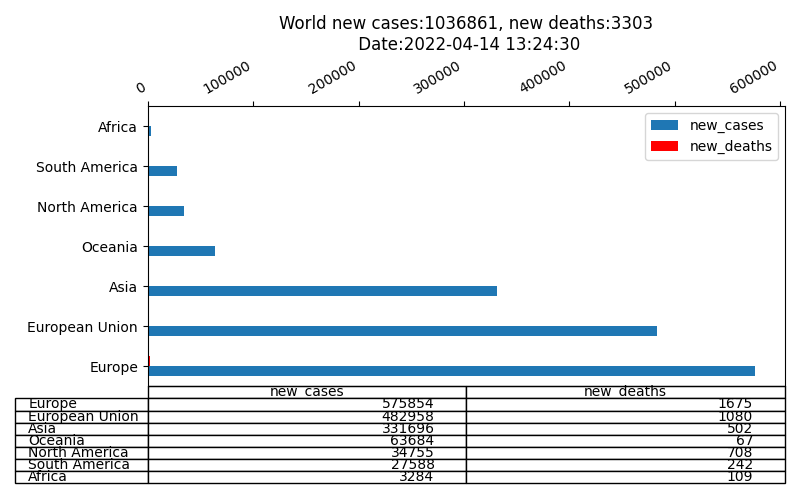 World new cases:1036861, new deaths:3303
Date:2022-04-14 13:24:30
0 100000 200000 300000 400000 500000 600000
new_cases
new_deaths
Africa
South America
North America
Oceania
Asia
European Union
Europe
new_cases new_deaths
Europe 575854 1675
European Union 482958 1080
Asia 331696 502
Oceania 63684 67
North America 34755 708
South America 27588 242
Africa 3284 109